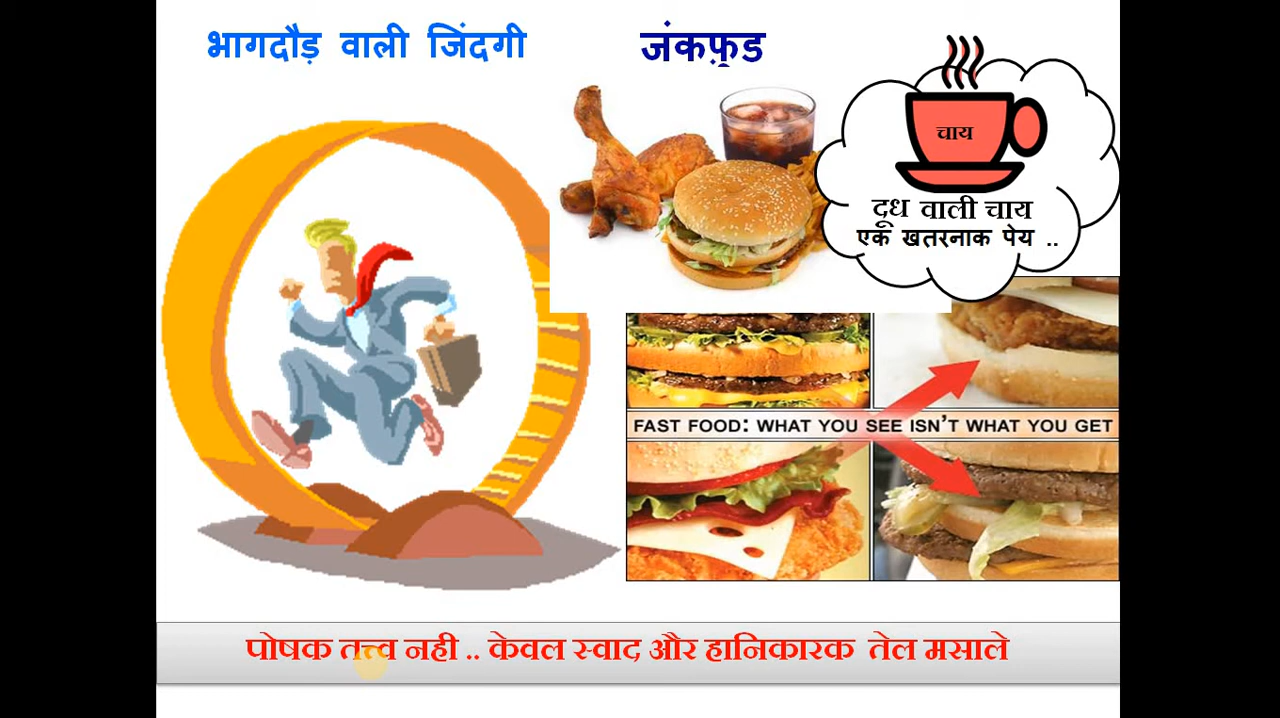 भागदौड़ वाली जिंदगी
जंकफ़ूड
चाय
दूध वाली चाय
एक खतरनाक पेय ..
FAST FOOD: WHAT YOU SEE ISN'T WHAT YOU GET
पोषक तत्त्व नही .. केवल स्वाद और हानिकारक तेल मसाले